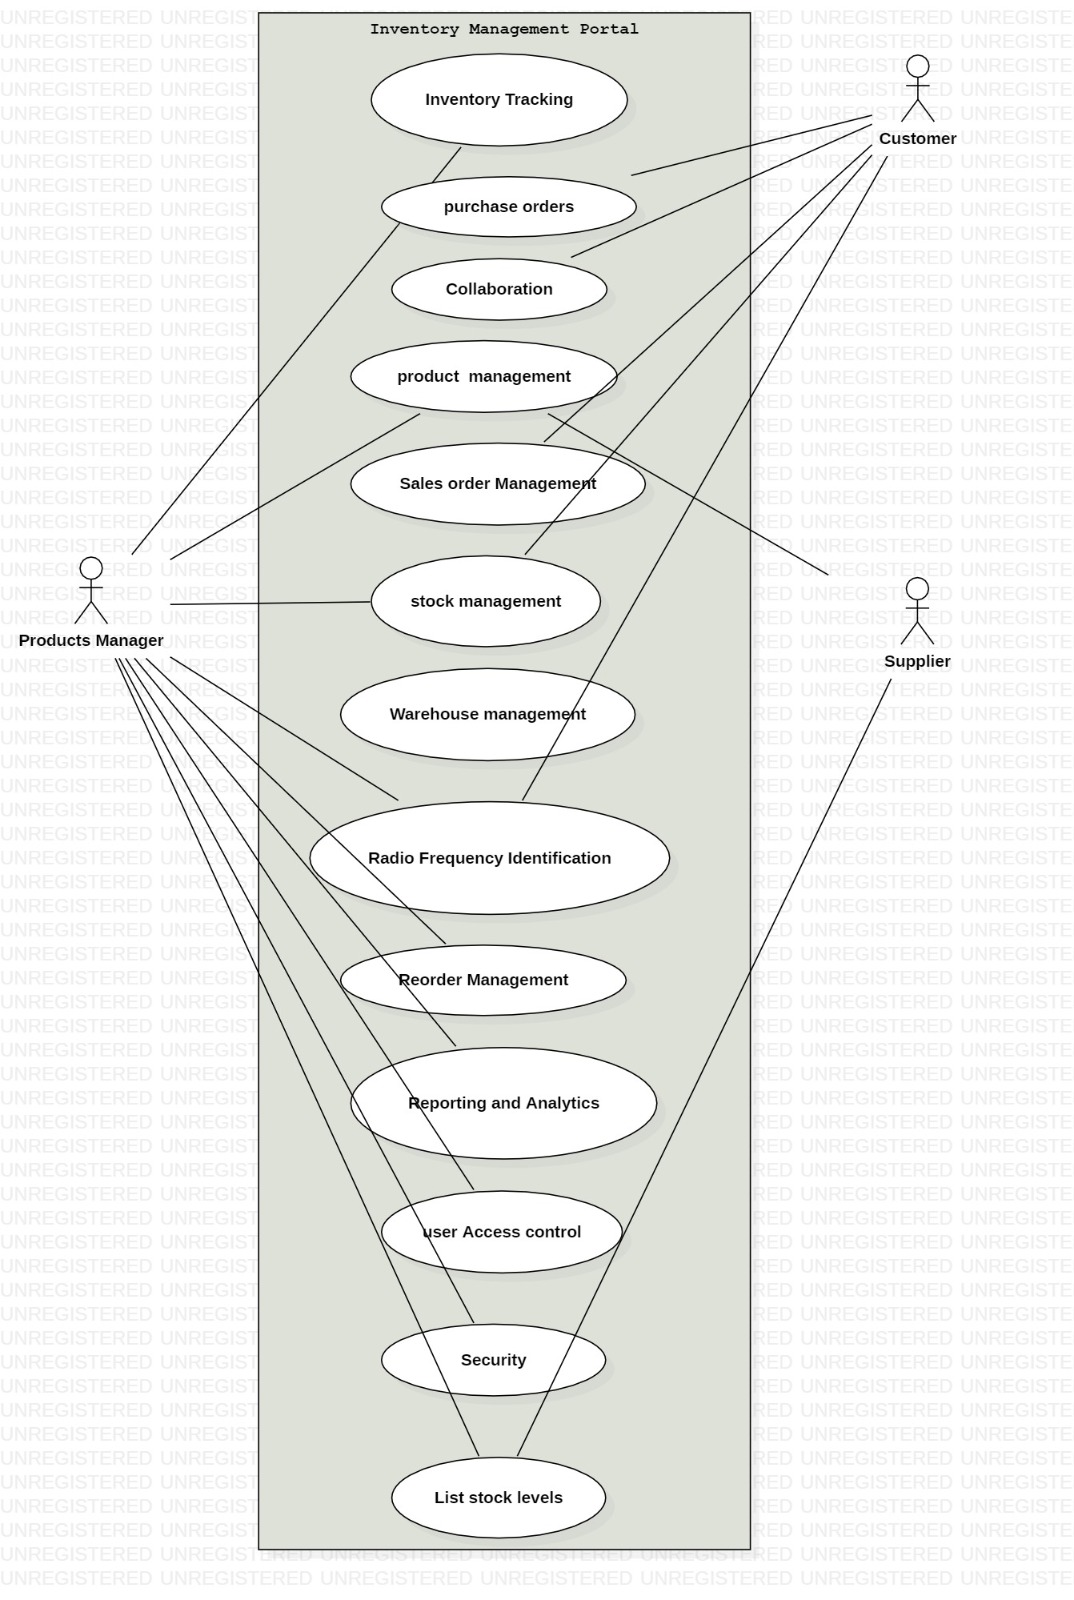 Inventory Management Portal
Inventory Tracking
Customer
purchase orders
Collaboration
product  management
Sales order Management
stock management
Products Manager
Supplier
Warehouse management
Radio Frequency Identification
Reorder Management
Reporting and Analytics
user Access control
Security
List stock levels
UNREGISTERED UNREGISTERED UNREGISTERED UNREGISTERED UNREGISTERED UNREGISTERED UNREGISTE